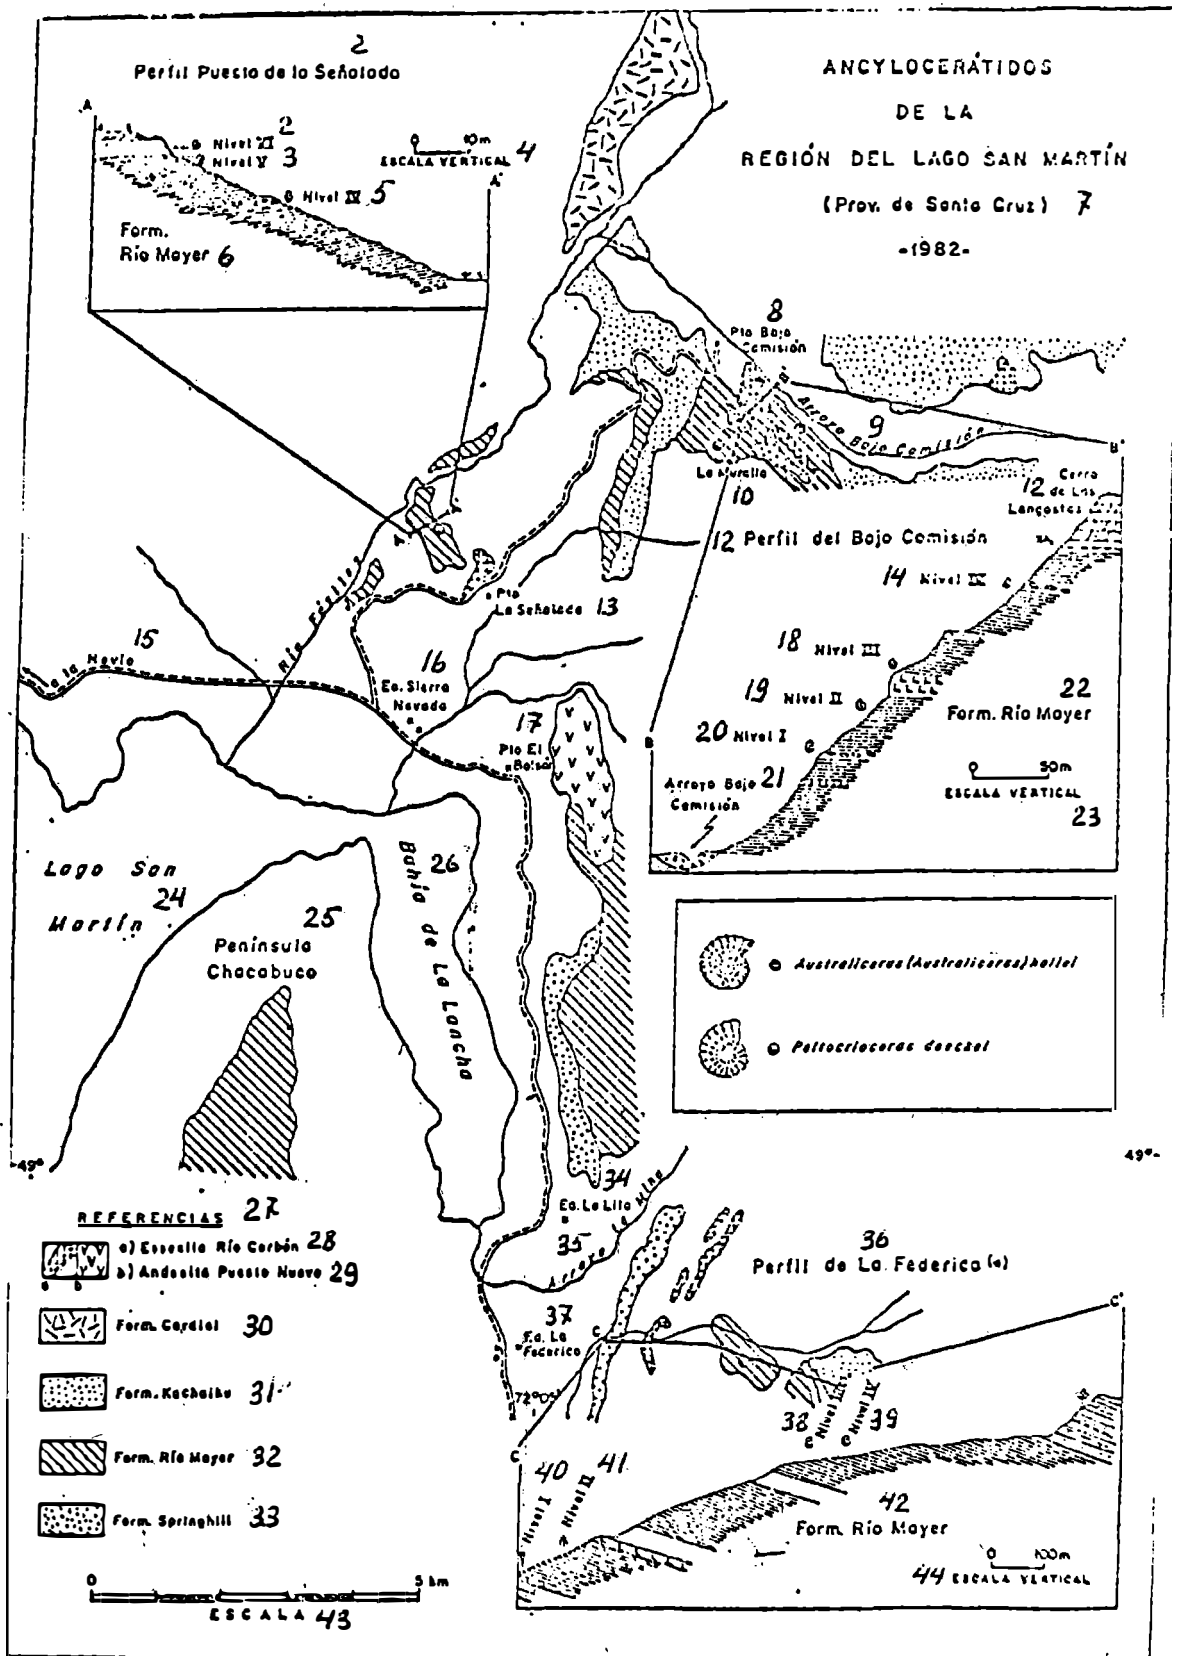 2
Perfil Puesto de la Señalada
A
Nivel VI 2
Nivel V 3
0 10m
ESCALA VERTICAL 4
A'
Nivel IV 5
Form.
Río Mayer 6
ANCYLOCERÁTIDOS
DE LA
REGIÓN DEL LAGO SAN MARTÍN
(Prov. de Santa Cruz) 7
-1982-
8
Pto Bajo
Comisión
B'
9
Arroyo Bajo Comisión
B'
La Muralla
10
12 Cerro
de Las
Langostas
A
A'
12 Perfil del Bajo Comisión
14 Nivel IV
Pto
La Señalada 13
Río Fósiles
15
a la Novia
16
Ea. Sierra
Nevada
17
Pto El
Bolsón
18 Nivel III
19 Nivel II
20 Nivel I
22
Form. Río Mayer
B
0 50m
ESCALA VERTICAL
23
Arroyo Bajo 21
Comisión
Lago San
Martín 24
25
Península
Chacabuco
Bahía de La Lancha 26
Australiceras (Australiceras) hallei
Peltocrioceras deeckei
49°
49°-
REFERENCIAS 27
a) Essexita Río Carbón 28
b) Andesita Puesto Nuevo 29
a b
Form. Cardiel 30
Form. Kachaike 31
Form. Río Mayer 32
Form. Springhill 33
0 5 km
ESCALA 43
34
Ea. La Lila
35
Arroyo La Mina
36
Perfil de La Federica (a)
37
Ea. La
Federica
C
C'
72°0'
38 Nivel III
Nivel IV 39
C
40
Nivel I
41
Nivel II
42
Form. Río Mayer
0 100m
44 ESCALA VERTICAL